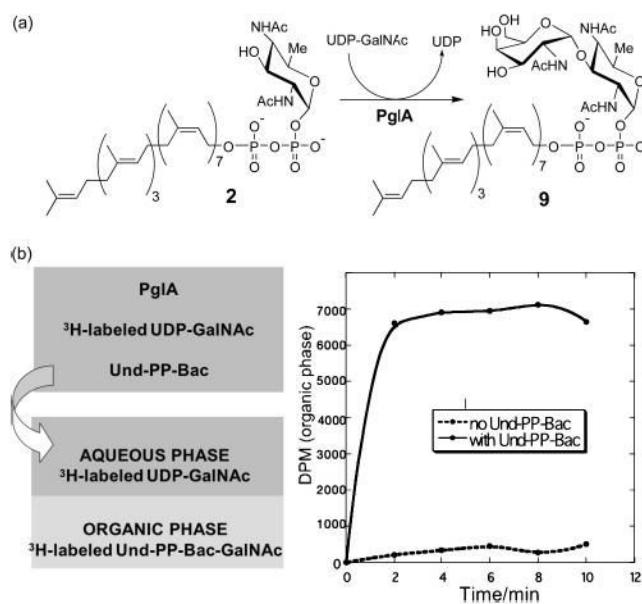 (a)
NHAc
HO
Me
AcHN
O
O⁻ O⁻
O-P-O-P-O⁻
O O
7
3
2
UDP-GalNAc
UDP
PglA
OH
OH
O
HO
AcHN
O
NHAc
Me
O
AcHN
O
O⁻
O-P-O-P-O
O O
7
3
9
(b)
PglA
³H-labeled UDP-GalNAc
Und-PP-Bac
AQUEOUS PHASE
³H-labeled UDP-GalNAc
ORGANIC PHASE
³H-labeled Und-PP-Bac-GalNAc
DPM (organic phase)
7000
6000
5000
4000
3000
2000
1000
0
no Und-PP-Bac
with Und-PP-Bac
0 2 4 6 8 10 12
Time/min